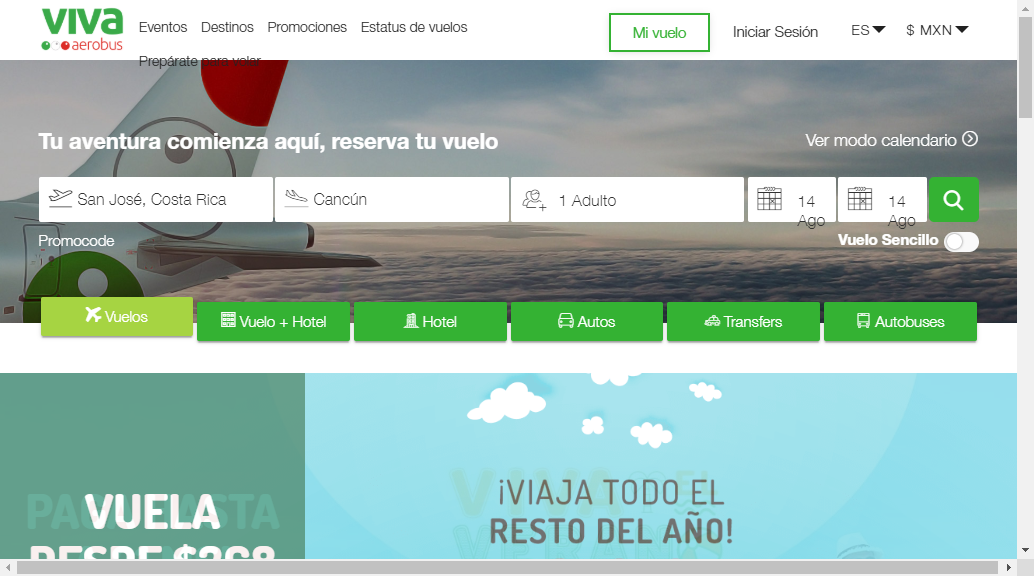 viva
aerobus
Eventos Destinos Promociones Estatus de vuelos
Prepárate para volar
Mi vuelo
Iniciar Sesión
ES
$ MXN
Tu aventura comienza aquí, reserva tu vuelo
Ver modo calendario
San José, Costa Rica
Cancún
1 Adulto
14
Ago
14
Ago
Promocode
Vuelo Sencillo
Vuelos
Vuelo + Hotel
Hotel
Autos
Transfers
Autobuses
VUELA
DESDE $268
¡VIAJA TODO EL
RESTO DEL AÑO!